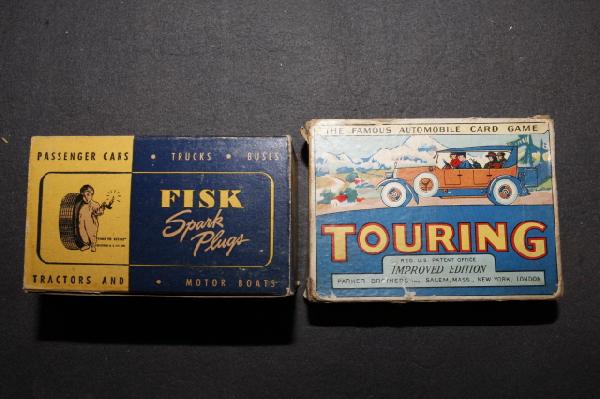 PASSENGER CARS • TRUCKS • BUSES
FISK
Spark
Plugs
TRACTORS AND • MOTOR BOATS
THE FAMOUS AUTOMOBILE CARD GAME
TOURING
REG. U.S. PATENT OFFICE
IMPROVED EDITION
PARKER BROTHERS INC. SALEM, MASS., NEW YORK, LONDON